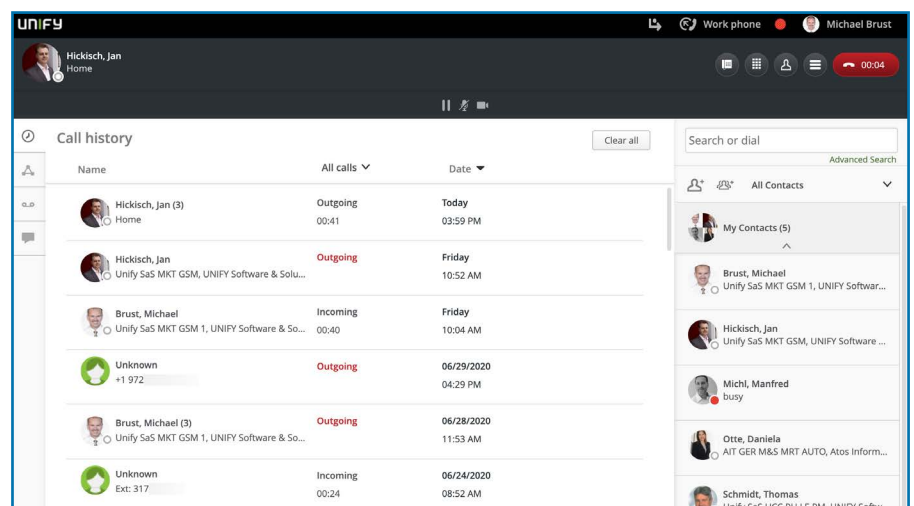 UNIFY
Work phone
Michael Brust
Hickisch, Jan
Home
00:04
Call history
Clear all
Name
All calls
Date
Hickisch, Jan (3)
Home
Outgoing
00:41
Today
03:59 PM
Hickisch, Jan
Unify SaS MKT GSM, UNIFY Software & Solu...
Outgoing
Friday
10:52 AM
Brust, Michael
Unify SaS MKT GSM 1, UNIFY Software & So...
Incoming
00:40
Friday
10:04 AM
Unknown
+1 972
Outgoing
06/29/2020
04:29 PM
Brust, Michael (3)
Unify SaS MKT GSM 1, UNIFY Software & So...
Outgoing
06/28/2020
11:53 AM
Unknown
Ext: 317
Incoming
00:24
06/24/2020
08:52 AM
Search or dial
Advanced Search
All Contacts
My Contacts (5)
Brust, Michael
Unify SaS MKT GSM 1, UNIFY Softwar...
Hickisch, Jan
Unify SaS MKT GSM, UNIFY Software ...
Michl, Manfred
busy
Otte, Daniela
AIT GER M&S MRT AUTO, Atos Inform...
Schmidt, Thomas